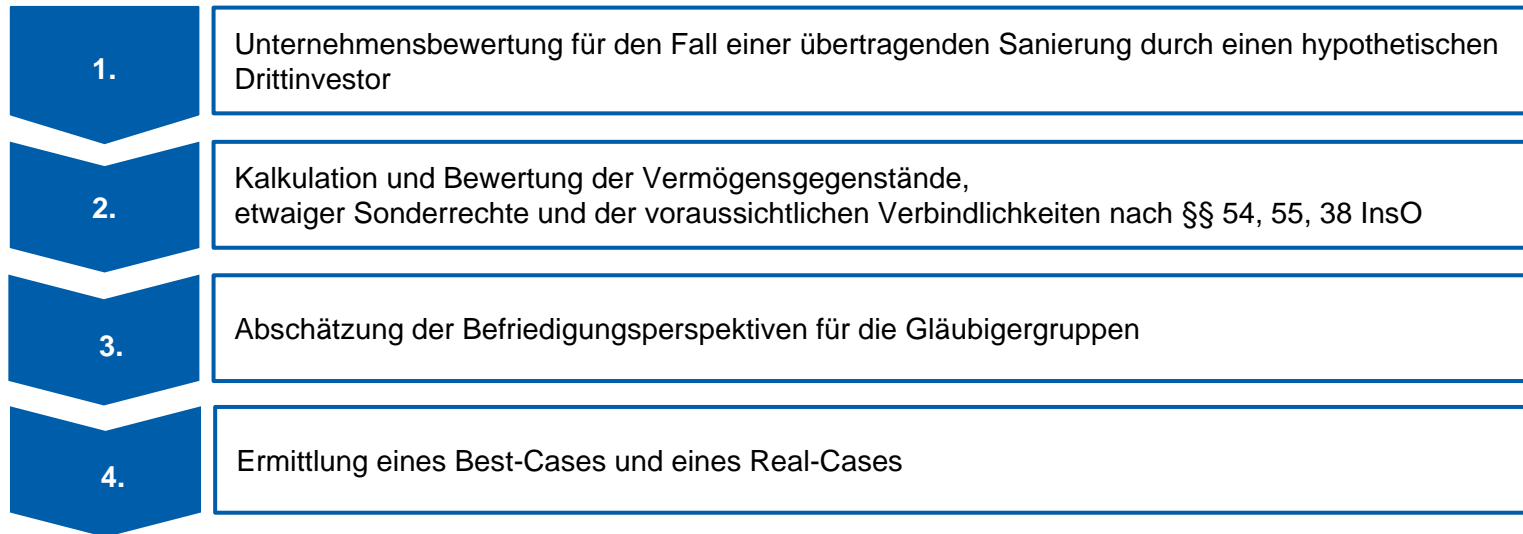 1.
Unternehmensbewertung für den Fall einer übertragenden Sanierung durch einen hypothetischen
Drittinvestor
2.
Kalkulation und Bewertung der Vermögensgegenstände,
etwaiger Sonderrechte und der voraussichtlichen Verbindlichkeiten nach §§ 54, 55, 38 InsO
3.
Abschätzung der Befriedigungsperspektiven für die Gläubigergruppen
4.
Ermittlung eines Best-Cases und eines Real-Cases